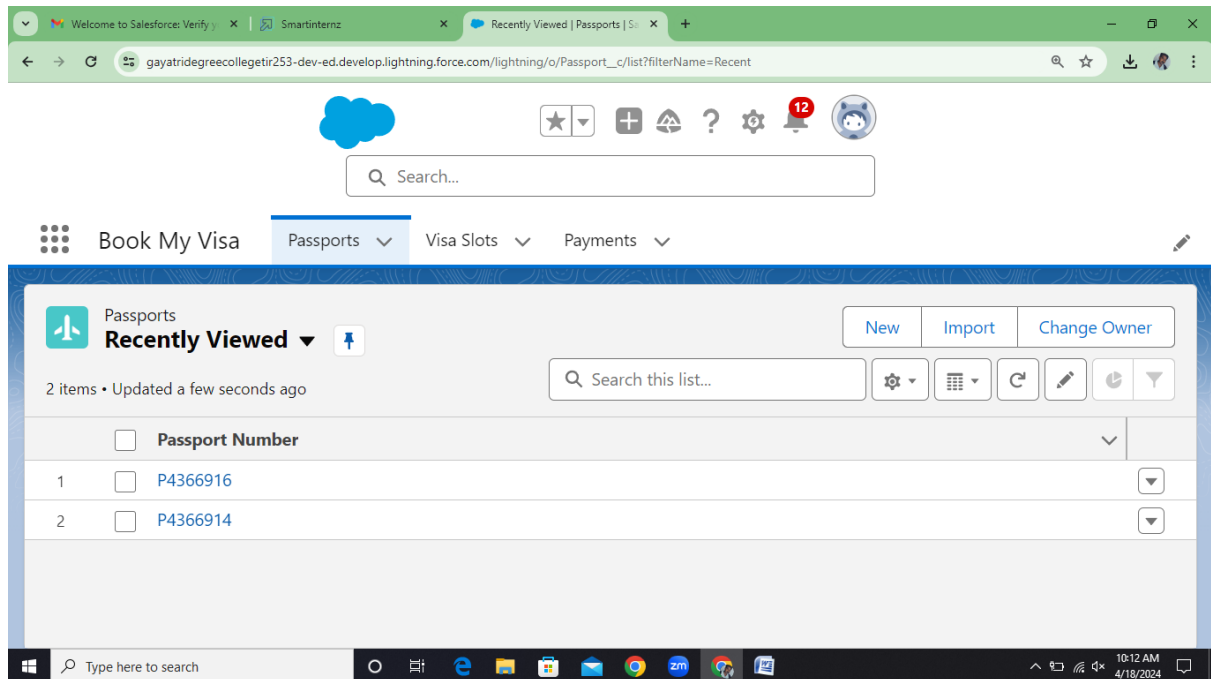 Welcome to Salesforce: Verify y
Smartinternz
Recently Viewed | Passports | Sa
gayatridegreecollegetir253-dev-ed.develop.lightning.force.com/lightning/o/Passport__c/list?filterName=Recent
12
Search...
Book My Visa
Passports
Visa Slots
Payments
Passports
Recently Viewed
New
Import
Change Owner
2 items • Updated a few seconds ago
Search this list...
Passport Number
1 P4366916
2 P4366914
Type here to search
zm
10:12 AM
4/18/2024